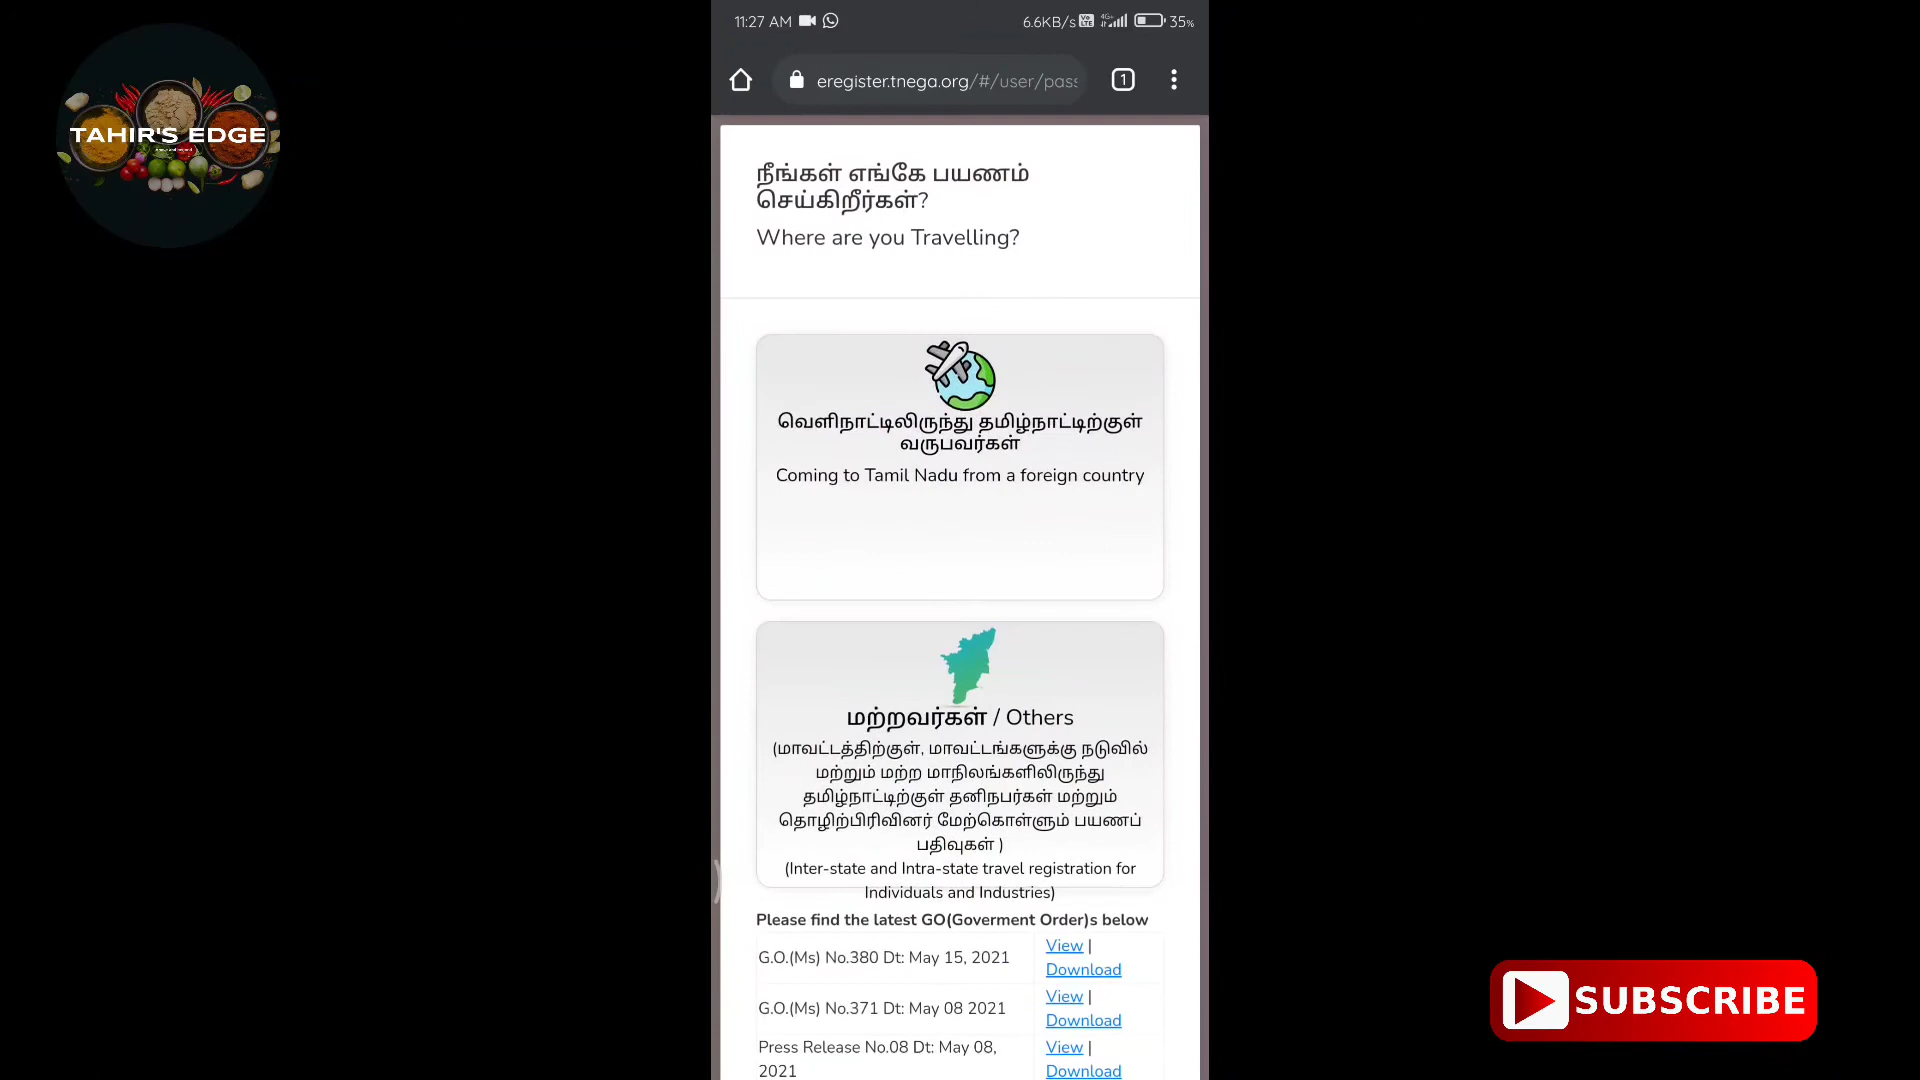 TAHIR'S EDGE
11:27 AM
6.6KB/s
35%
eregister.tnega.org/#/user/pass
1
நீங்கள் எங்கே பயணம்
செய்கிறீர்கள்?
Where are you Travelling?
வெளிநாட்டிலிருந்து தமிழ்நாட்டிற்குள்
வருபவர்கள்
Coming to Tamil Nadu from a foreign country
மற்றவர்கள் / Others
(மாவட்டத்திற்குள், மாவட்டங்களுக்கு நடுவில்
மற்றும் மற்ற மாநிலங்களிலிருந்து
தமிழ்நாட்டிற்குள் தனிநபர்கள் மற்றும்
தொழிற்பிரிவினர் மேற்கொள்ளும் பயணப்
பதிவுகள் )
(Inter-state and Intra-state travel registration for
Individuals and Industries)
Please find the latest GO(Goverment Order)s below
G.O.(Ms) No.380 Dt: May 15, 2021
View |
Download
G.O.(Ms) No.371 Dt: May 08 2021
View |
Download
Press Release No.08 Dt: May 08,
2021
View |
Download
SUBSCRIBE